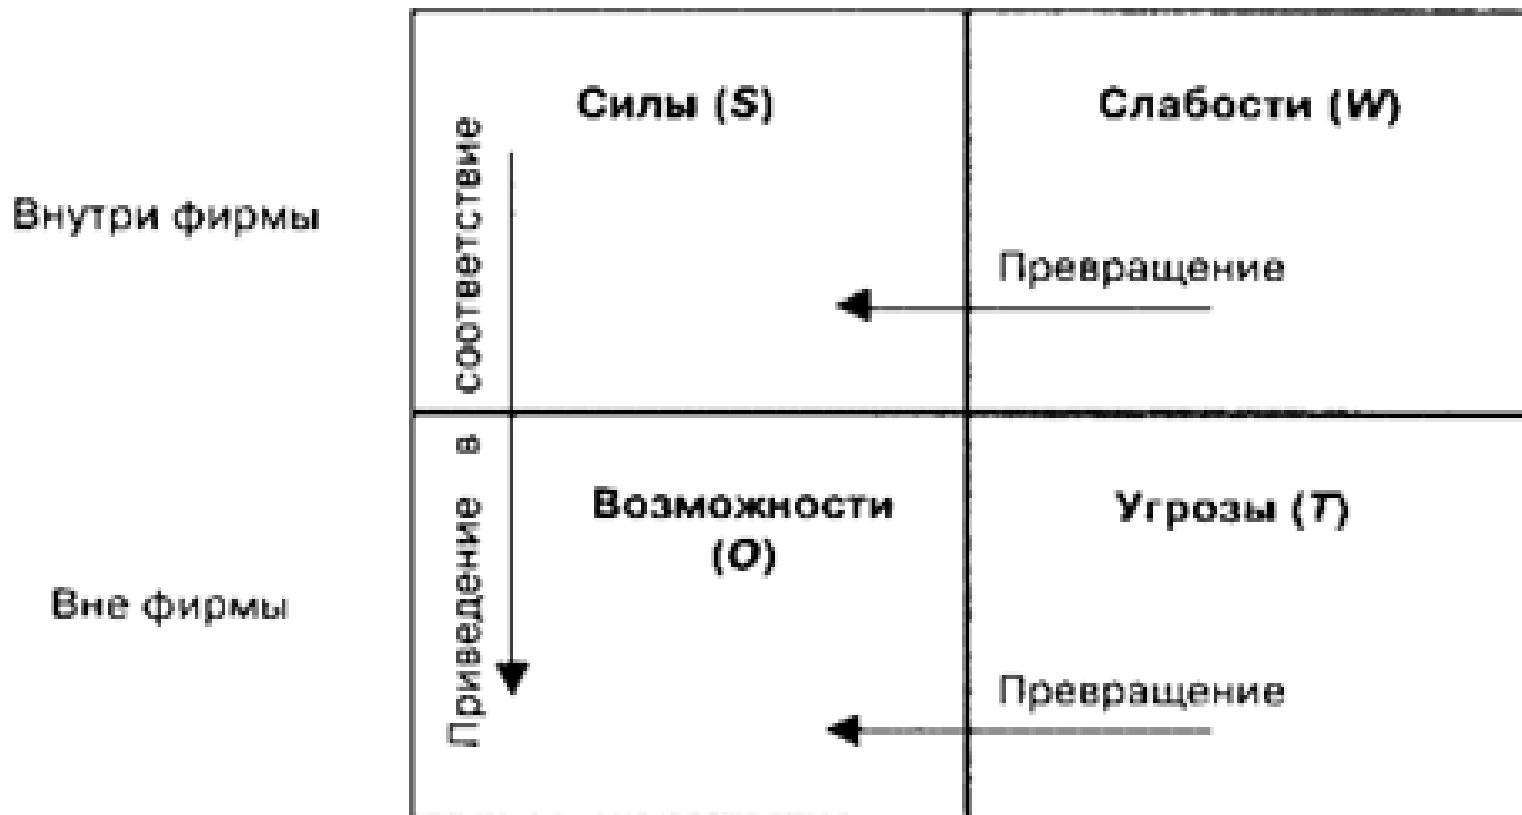 Силы (S)
Слабости (W)
Внутри фирмы
Превращение
Приведение в соответствие
Возможности
(O)
Угрозы (T)
Вне фирмы
Превращение